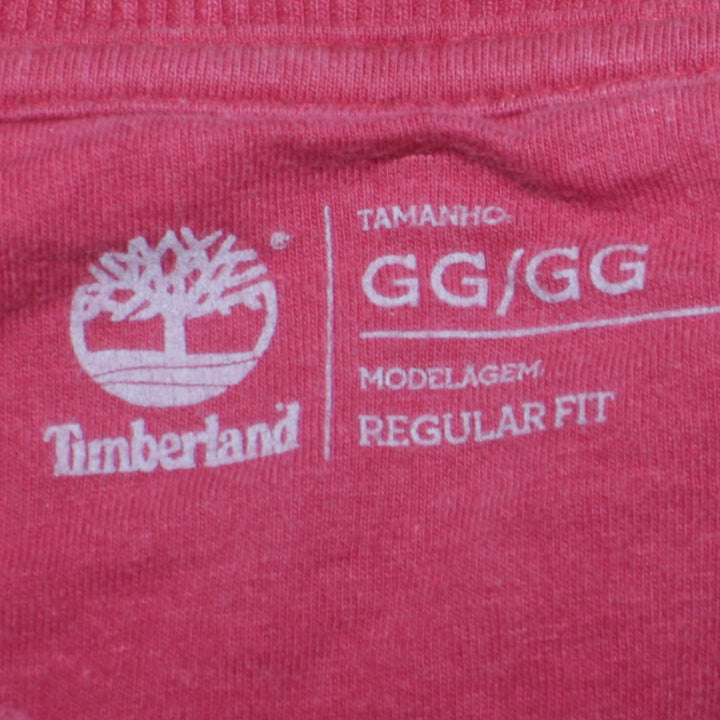 Timberland
®
TAMANHO:
GG/GG
MODELAGEM:
REGULAR FIT